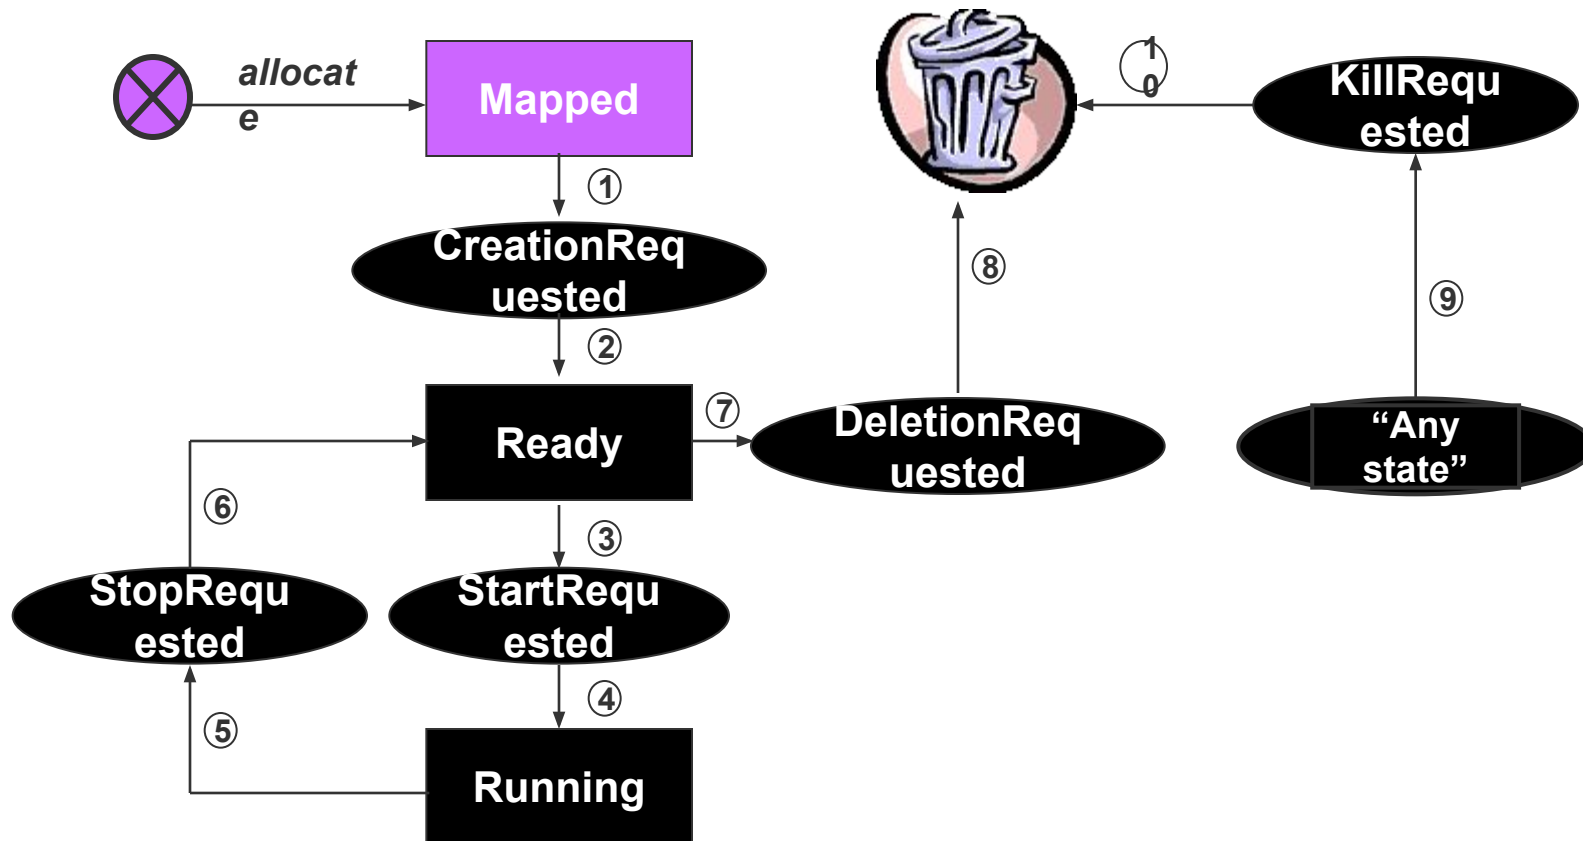 allocat
e
Mapped
1
0
KillRequ
ested
1
CreationReq
uested
8
9
2
7
Ready
DeletionReq
uested
“Any
state”
6
3
StopRequ
ested
StartRequ
ested
5
4
Running